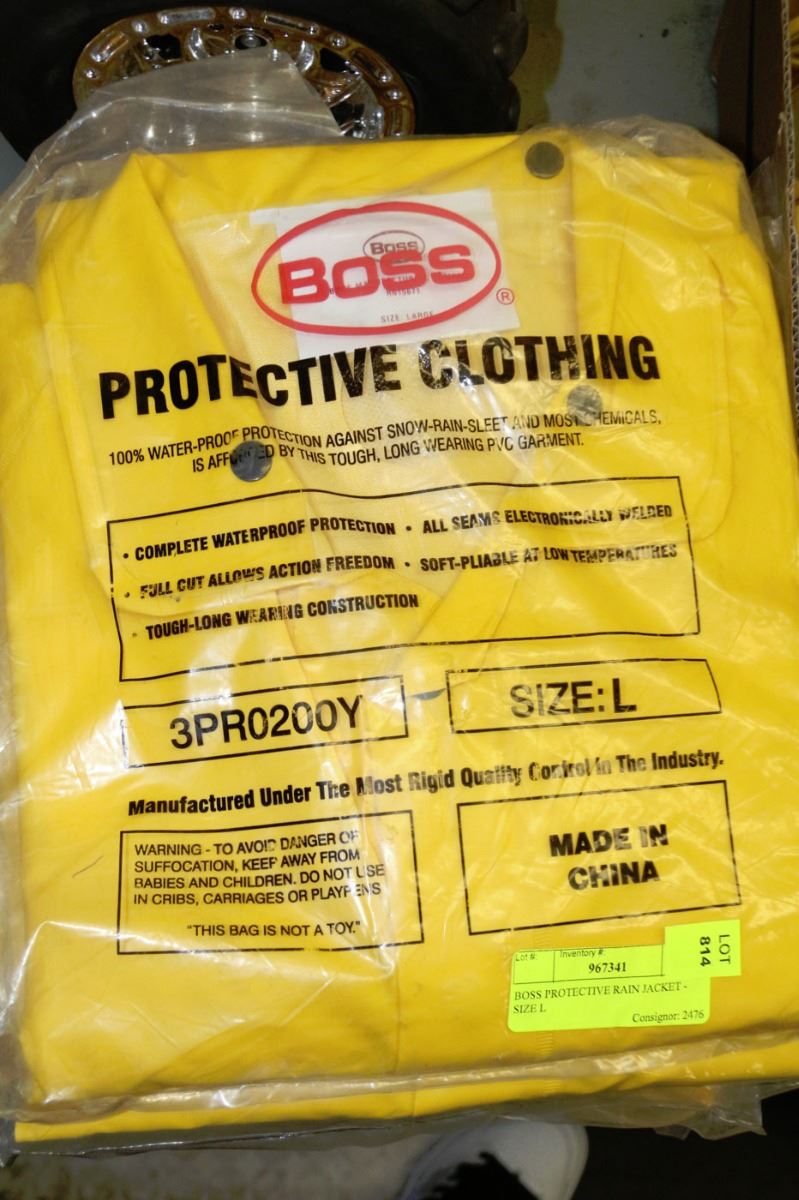 Boss
BOSS
®
SIZE LARGE
PROTECTIVE CLOTHING
100% WATER-PROOF PROTECTION AGAINST SNOW-RAIN-SLEET AND MOST CHEMICALS,
IS AFFORDED BY THIS TOUGH, LONG WEARING PVC GARMENT.
• COMPLETE WATERPROOF PROTECTION • ALL SEAMS ELECTRONICALLY WELDED
• FULL CUT ALLOWS ACTION FREEDOM • SOFT-PLIABLE AT LOW TEMPERATURES
• TOUGH-LONG WEARING CONSTRUCTION
3PR0200Y
SIZE: L
Manufactured Under The Most Rigid Quality Control In The Industry.
WARNING - TO AVOID DANGER OF
SUFFOCATION, KEEP AWAY FROM
BABIES AND CHILDREN. DO NOT USE
IN CRIBS, CARRIAGES OR PLAYPENS
"THIS BAG IS NOT A TOY."
MADE IN
CHINA
Lot #:
Inventory #:
967341
LOT
814
BOSS PROTECTIVE RAIN JACKET -
SIZE L
Consignor: 2476